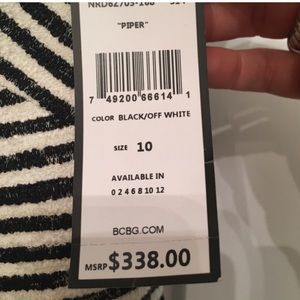 "PIPER"
7 49200 66614 1
COLOR BLACK/OFF WHITE
SIZE 10
AVAILABLE IN
0 2 4 6 8 10 12
BCBG.COM
MSRP $338.00